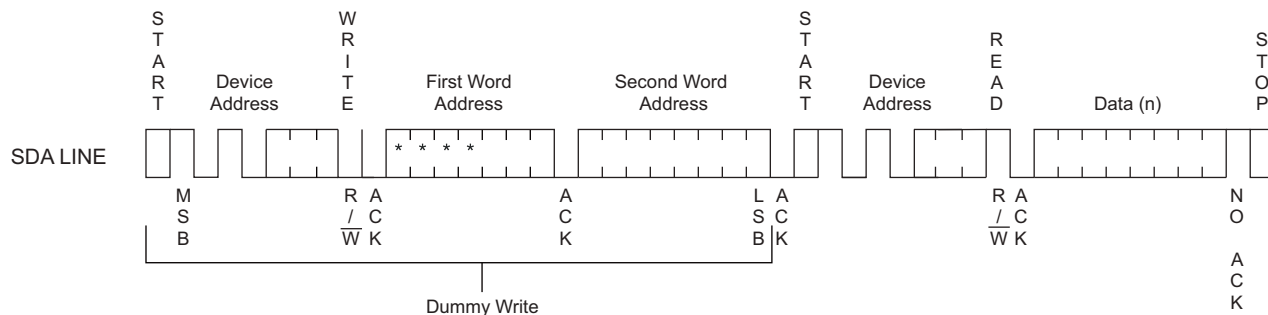 START
WRITE
START
READ
STOP
Device Address
First Word Address
Second Word Address
Device Address
Data (n)
SDA LINE
* * * *
MSB
R/W
ACK
ACK
LSB
ACK
R/W
ACK
NO ACK
Dummy Write